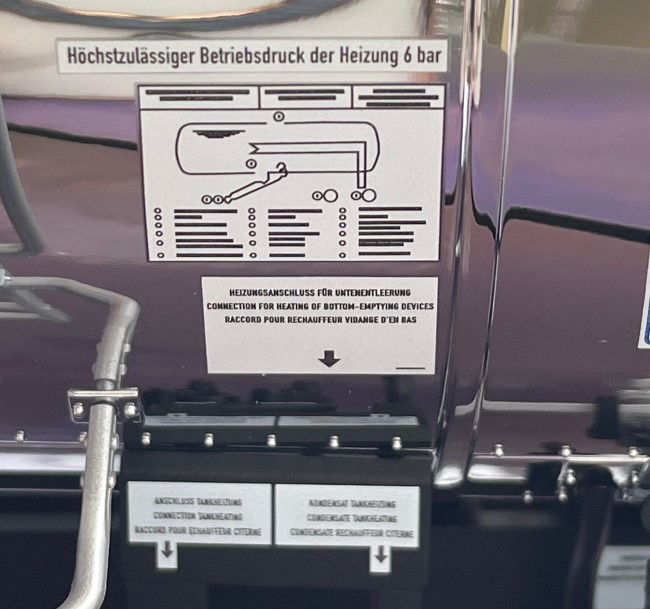 Höchstzulässiger Betriebsdruck der Heizung 6 bar
HEIZUNGSANSCHLUSS FÜR UNTENENTLEERUNG
CONNECTION FOR HEATING OF BOTTOM-EMPTYING DEVICES
RACCORD POUR RECHAUFFEUR VIDANGE D'EN BAS
ANSCHLUSS TANKHEIZUNG
CONNECTION TANKHEATING
RACCORD POUR ECHAUFFEUR CITERNE
KONDENSAT TANKHEIZUNG
CONDENSATE TANKHEATING
CONDENSATE RECHAUFFEUR CITERNE